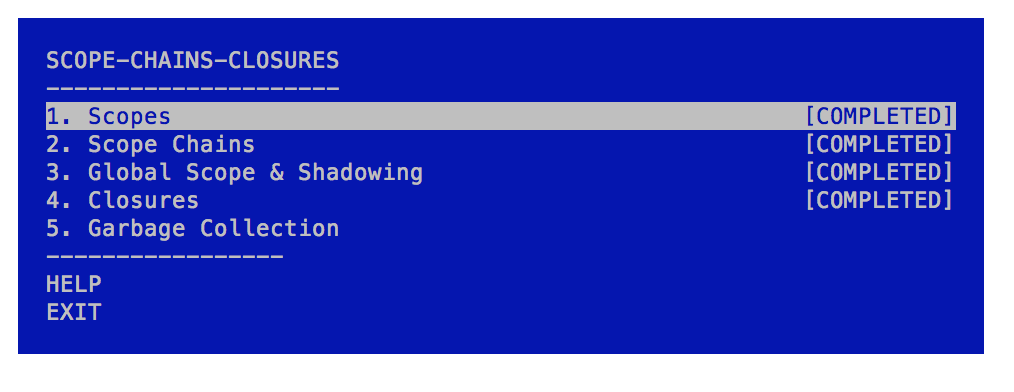 SCOPE-CHAINS-CLOSURES
---------------------
1. Scopes [COMPLETED]
2. Scope Chains [COMPLETED]
3. Global Scope & Shadowing [COMPLETED]
4. Closures [COMPLETED]
5. Garbage Collection
-----------------
HELP
EXIT